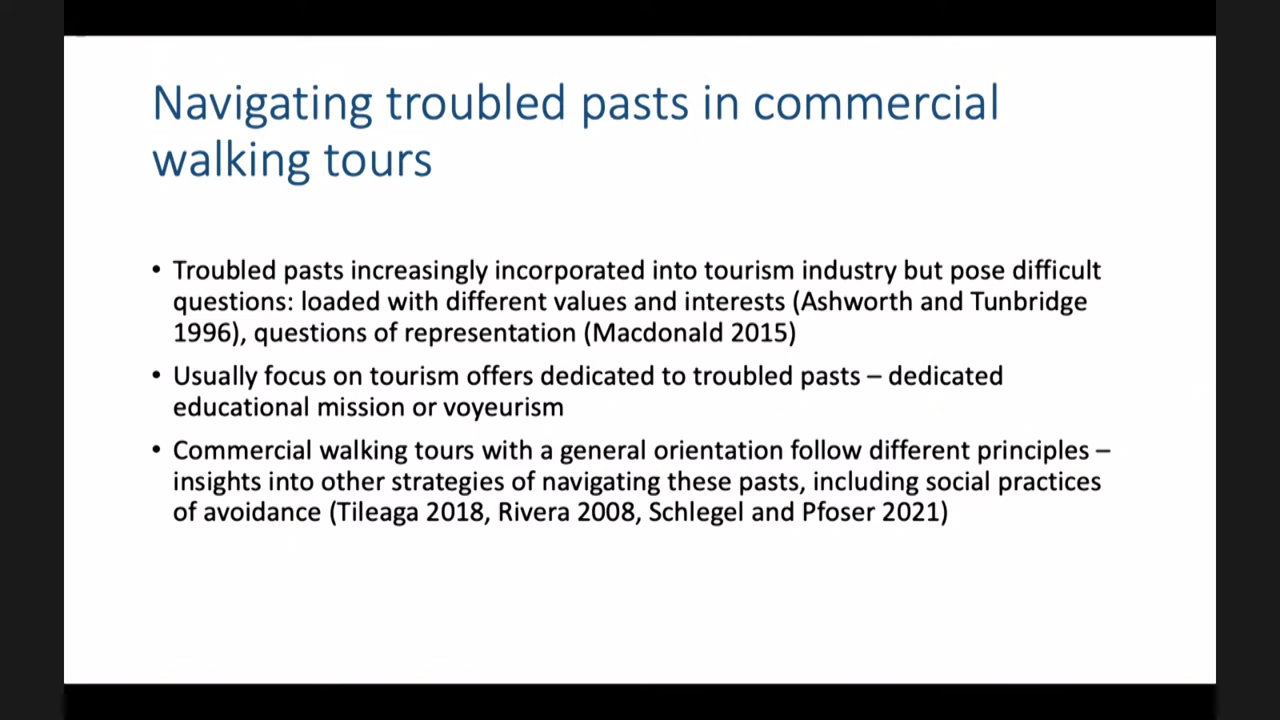 Navigating troubled pasts in commercial
walking tours
• Troubled pasts increasingly incorporated into tourism industry but pose difficult
questions: loaded with different values and interests (Ashworth and Tunbridge
1996), questions of representation (Macdonald 2015)
• Usually focus on tourism offers dedicated to troubled pasts – dedicated
educational mission or voyeurism
• Commercial walking tours with a general orientation follow different principles –
insights into other strategies of navigating these pasts, including social practices
of avoidance (Tileaga 2018, Rivera 2008, Schlegel and Pfoser 2021)